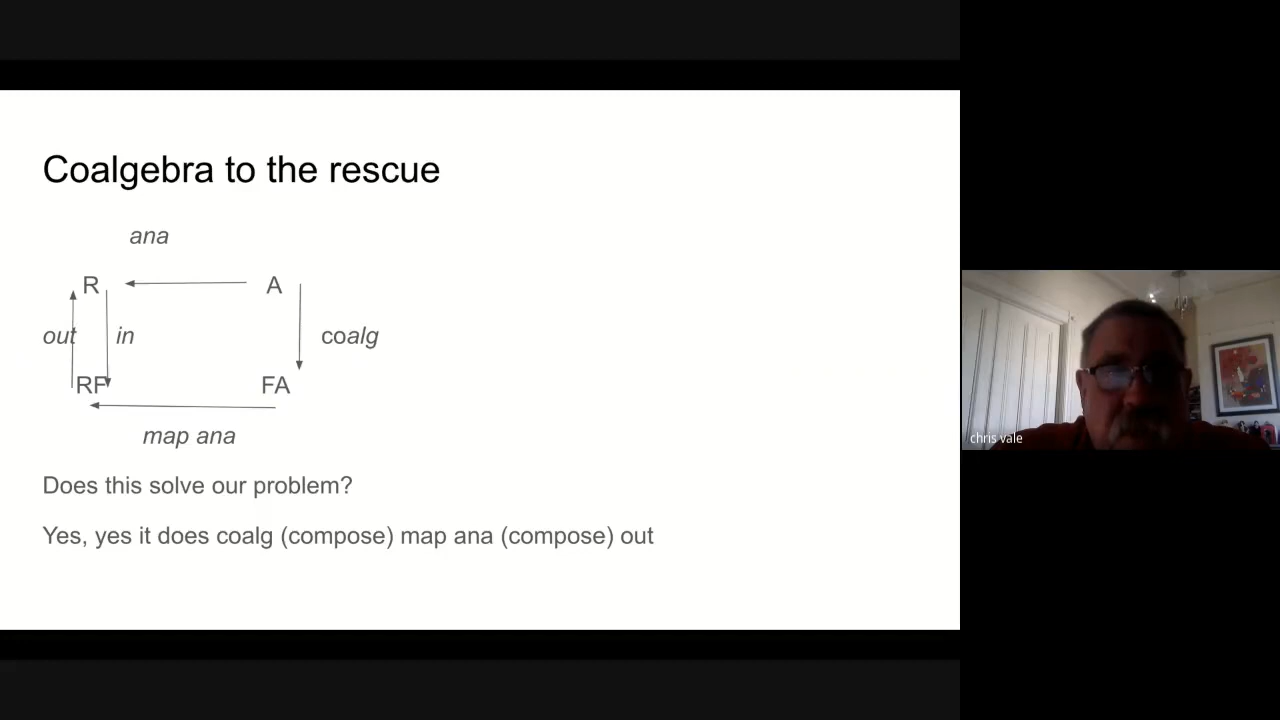 Coalgebra to the rescue
ana
R A
out in coalg
RF FA
map ana
Does this solve our problem?
Yes, yes it does coalg (compose) map ana (compose) out
chris vale